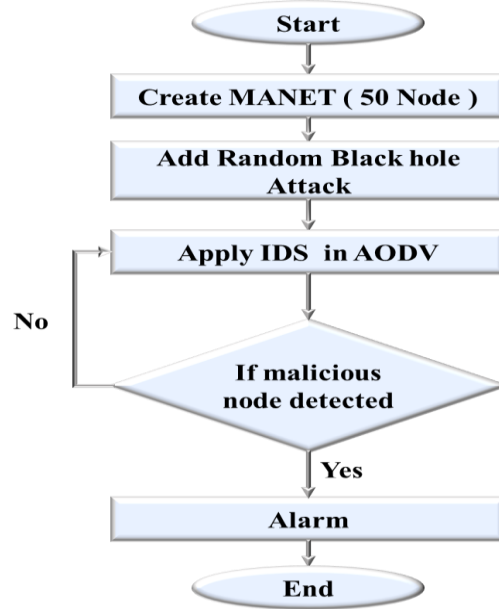 Start
Create MANET ( 50 Node )
Add Random Black hole
Attack
Apply IDS in AODV
No
If malicious
node detected
Yes
Alarm
End